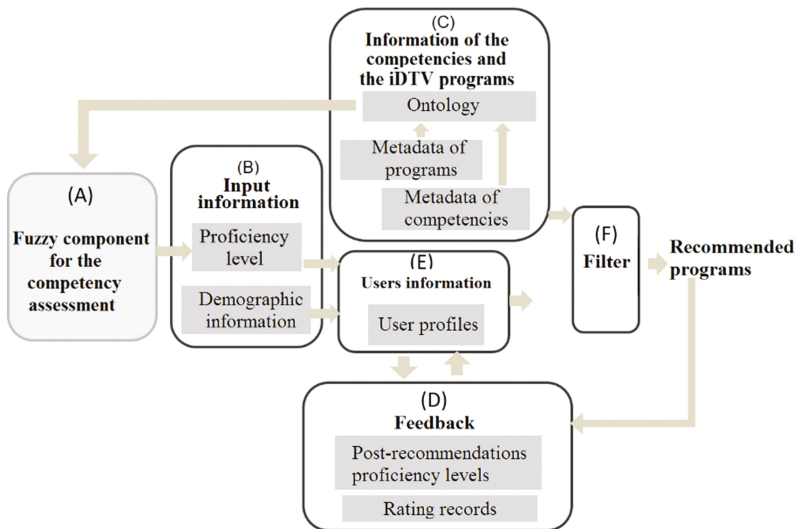 (C)
Information of the
competencies and
the iDTV programs
Ontology
Metadata of
programs
Metadata of
competencies
(A)
Fuzzy component
for the
competency
assessment
(B)
Input
information
Proficiency
level
Demographic
information
(E)
Users information
User profiles
(F)
Filter
Recommended
programs
(D)
Feedback
Post-recommendations
proficiency levels
Rating records